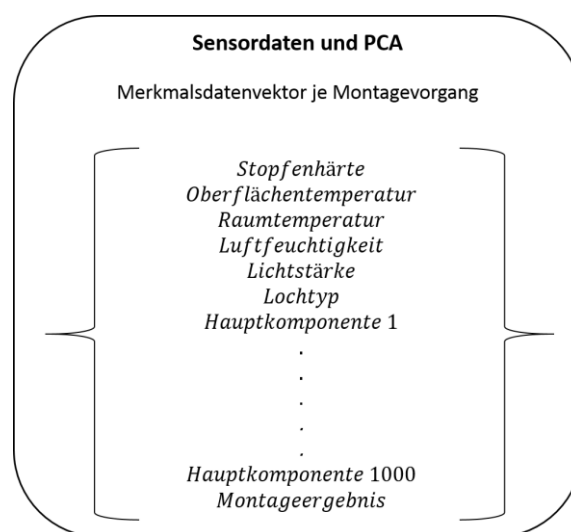 Sensordaten und PCA
Merkmalsdatenvektor je Montagevorgang
Stopfenhärte
Oberflächentemperatur
Raumtemperatur
Luftfeuchtigkeit
Lichtstärke
Lochtyp
Hauptkomponente 1
.
.
.
.
.
Hauptkomponente 1000
Montageergebnis